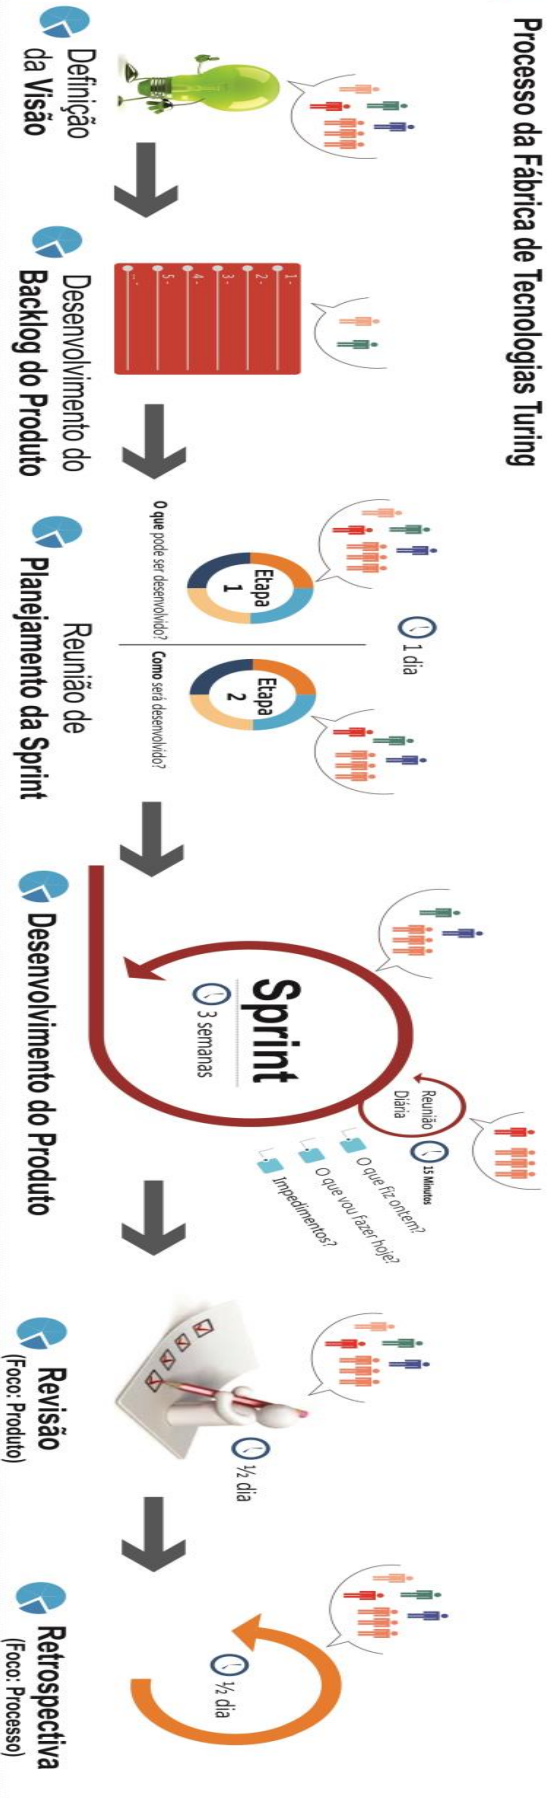 Processo da Fábrica de Tecnologias Turing
Definição
da Visão
1 -
2 -
3 -
4 -
5 -
Desenvolvimento do
Backlog do Produto
1 dia
Etapa
1
O que pode ser desenvolvido?
Etapa
2
Como será desenvolvido?
Reunião de
Planejamento da Sprint
Sprint
3 semanas
Reunião
Diária
15 Minutos
O que fiz ontem?
O que vou fazer hoje?
Impedimentos?
Desenvolvimento do Produto
½ dia
Revisão
(Foco: Produto)
½ dia
Retrospectiva
(Foco: Processo)